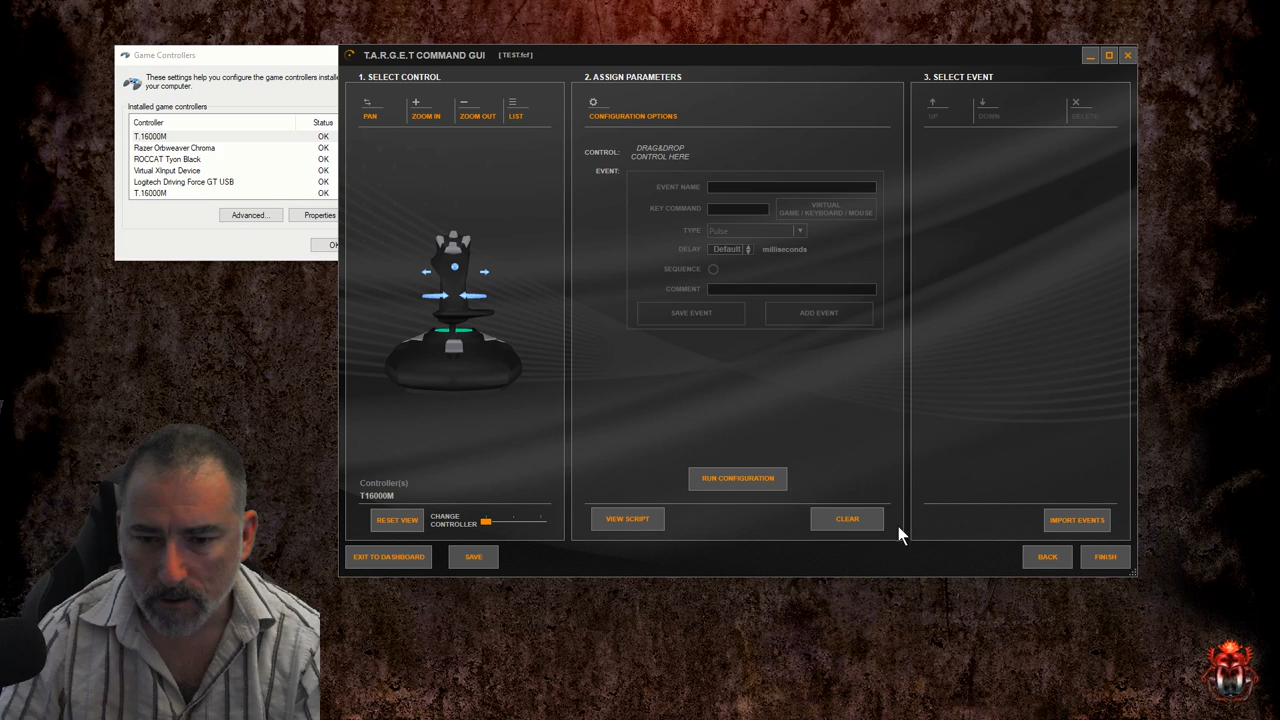 Game Controllers
These settings help you configure the game controllers installe
your computer.
Installed game controllers
Controller Status
T.16000M OK
Razer Orbweaver Chroma OK
ROCCAT Tyon Black OK
Virtual XInput Device OK
Logitech Driving Force GT USB OK
T.16000M OK
Advanced... Properties
OK
T.A.R.G.E.T COMMAND GUI [ TEST.fcf ]
1. SELECT CONTROL
PAN ZOOM IN ZOOM OUT LIST
Controller(s)
T16000M
RESET VIEW
CHANGE
CONTROLLER
2. ASSIGN PARAMETERS
CONFIGURATION OPTIONS
CONTROL:
DRAG&DROP
CONTROL HERE
EVENT:
EVENT NAME
KEY COMMAND
VIRTUAL
GAME / KEYBOARD / MOUSE
TYPE Pulse
DELAY Default milliseconds
SEQUENCE
COMMENT
SAVE EVENT ADD EVENT
RUN CONFIGURATION
VIEW SCRIPT CLEAR
3. SELECT EVENT
UP DOWN DELETE
IMPORT EVENTS
EXIT TO DASHBOARD SAVE BACK FINISH